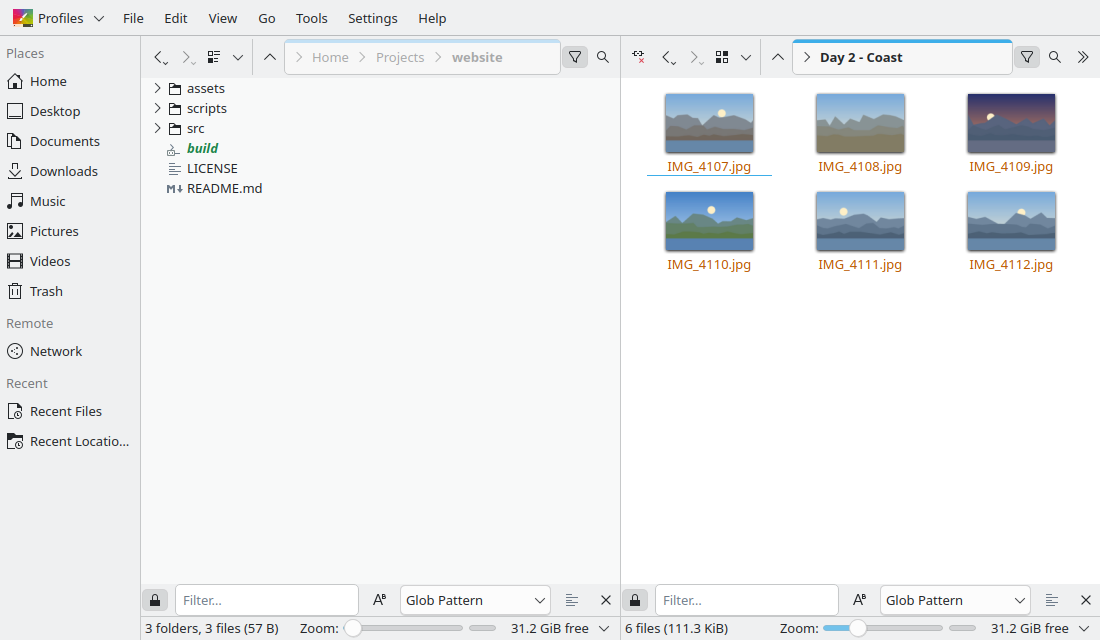 Profiles File Edit View Go Tools Settings Help
Places
Home
Desktop
Documents
Downloads
Music
Pictures
Videos
Trash
Remote
Network
Recent
Recent Files
Recent Locatio...
Home Projects website
assets
scripts
src
build
LICENSE
README.md
Filter... Aᴮ Glob Pattern
3 folders, 3 files (57 B) Zoom: 31.2 GiB free
Day 2 - Coast
IMG_4107.jpg IMG_4108.jpg IMG_4109.jpg
IMG_4110.jpg IMG_4111.jpg IMG_4112.jpg
Filter... Aᴮ Glob Pattern
6 files (111.3 KiB) Zoom: 31.2 GiB free